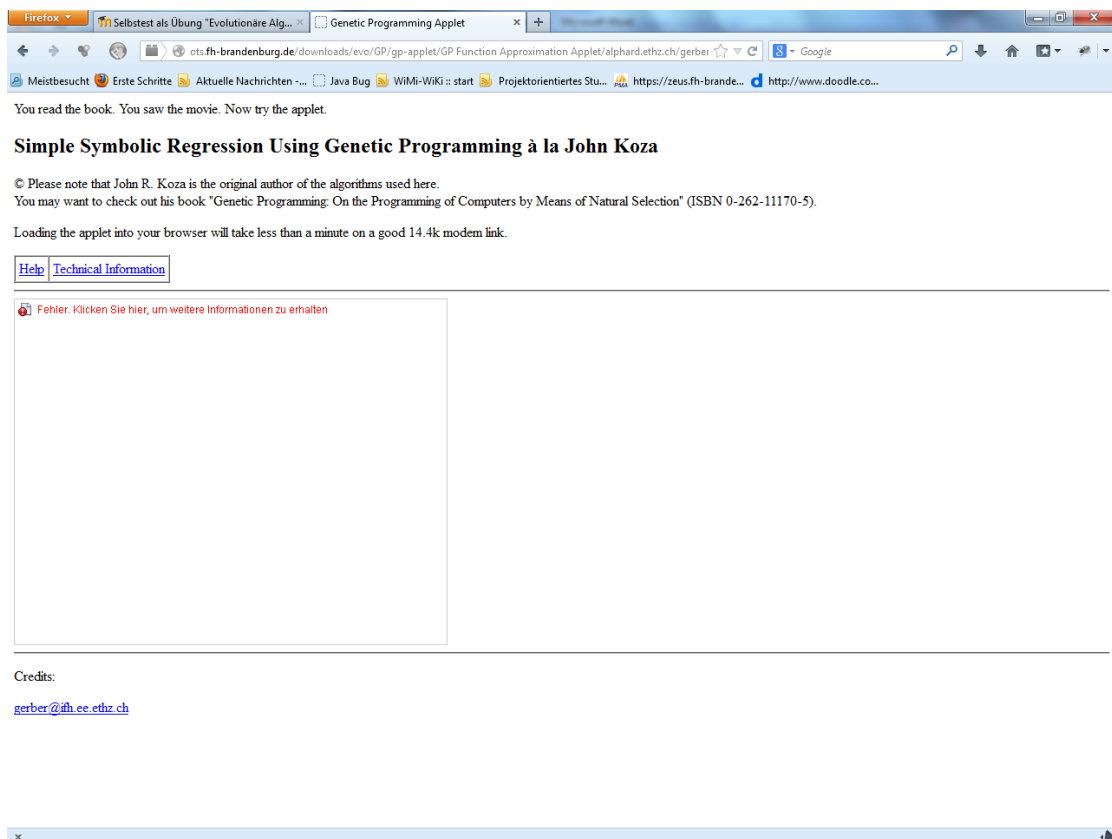 Firefox
Selbstest als Übung "Evolutionäre Alg...
Genetic Programming Applet
ots.fh-brandenburg.de/downloads/evo/GP/gp-applet/GP Function Approximation Applet/alphard.ethz.ch/gerber
Google
Meistbesucht Erste Schritte Aktuelle Nachrichten -... Java Bug WiMi-WiKi :: start Projektorientiertes Stu... https://zeus.fh-brande... http://www.doodle.co...
You read the book. You saw the movie. Now try the applet.
Simple Symbolic Regression Using Genetic Programming à la John Koza
© Please note that John R. Koza is the original author of the algorithms used here.
You may want to check out his book "Genetic Programming: On the Programming of Computers by Means of Natural Selection" (ISBN 0-262-11170-5).
Loading the applet into your browser will take less than a minute on a good 14.4k modem link.
Help Technical Information
Fehler. Klicken Sie hier, um weitere Informationen zu erhalten
Credits:
gerber@ifh.ee.ethz.ch